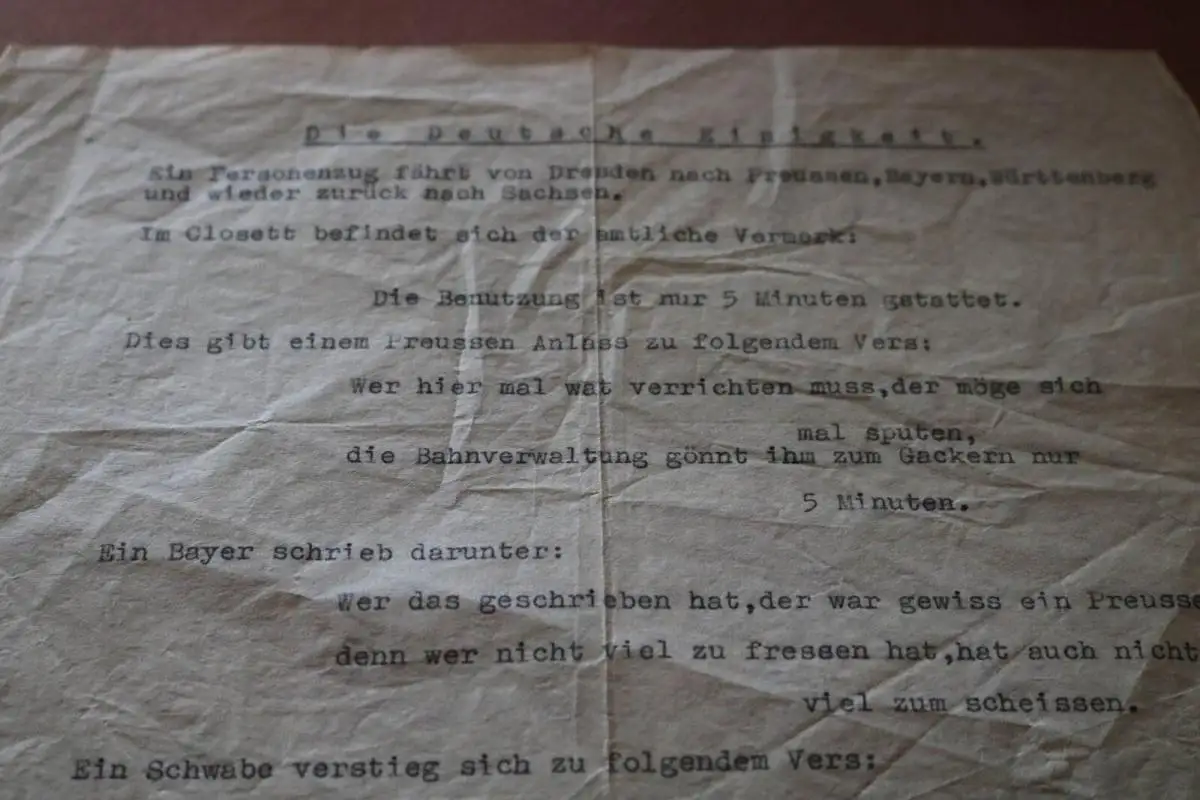 Die Deutsche Einigkeit.
Ein Personenzug fährt von Dresden nach Preussen,Bayern,Württenberg
und wieder zurück nach Sachsen.
Im Closett befindet sich der amtliche Vermerk:
Die Benutzung ist nur 5 Minuten getattet.
Dies gibt einem Preussen Anlass zu folgendem Vers:
Wer hier mal wat verrichten muss,der möge sich
mal sputen,
die Bahnverwaltung gönnt ihm zum Gackern nur
5 Minuten.
Ein Bayer schrieb darunter:
Wer das geschrieben hat,der war gewiss ein Preusse
denn wer nicht viel zu fressen hat,hat auch nicht
viel zum scheissen.
Ein Schwabe verstieg sich zu folgendem Vers: